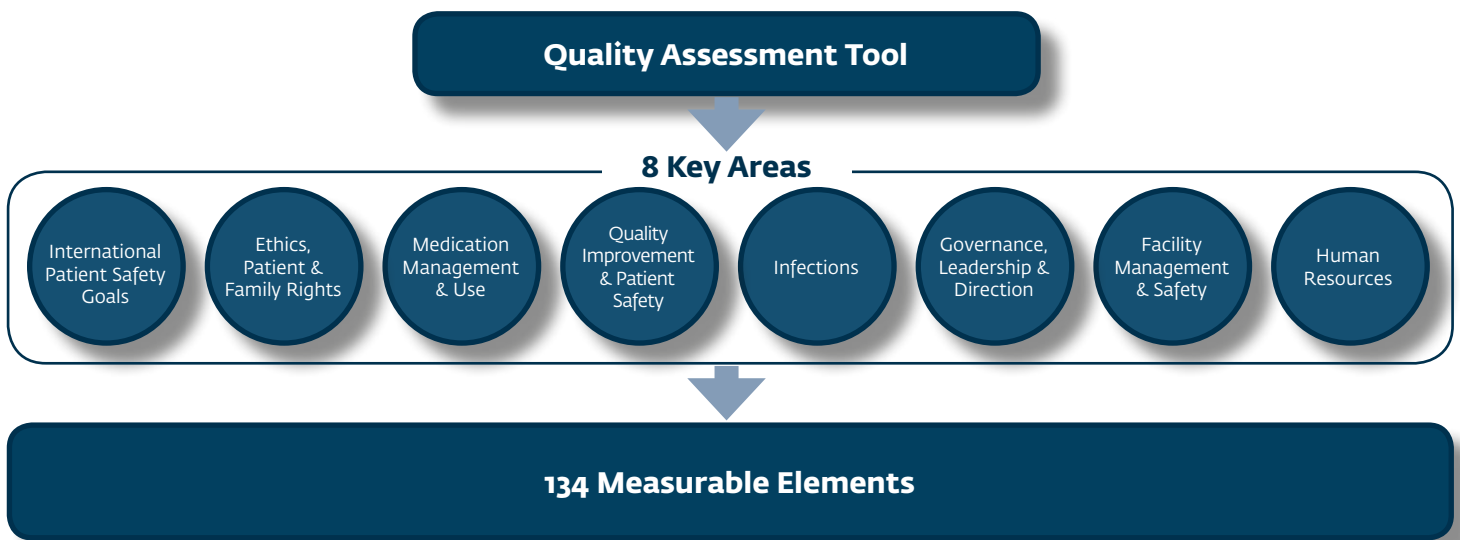 Quality Assessment Tool
8 Key Areas
International
Patient Safety
Goals
Ethics,
Patient &
Family Rights
Medication
Management
& Use
Quality
Improvement
& Patient
Safety
Infections
Governance,
Leadership &
Direction
Facility
Management
& Safety
Human
Resources
134 Measurable Elements